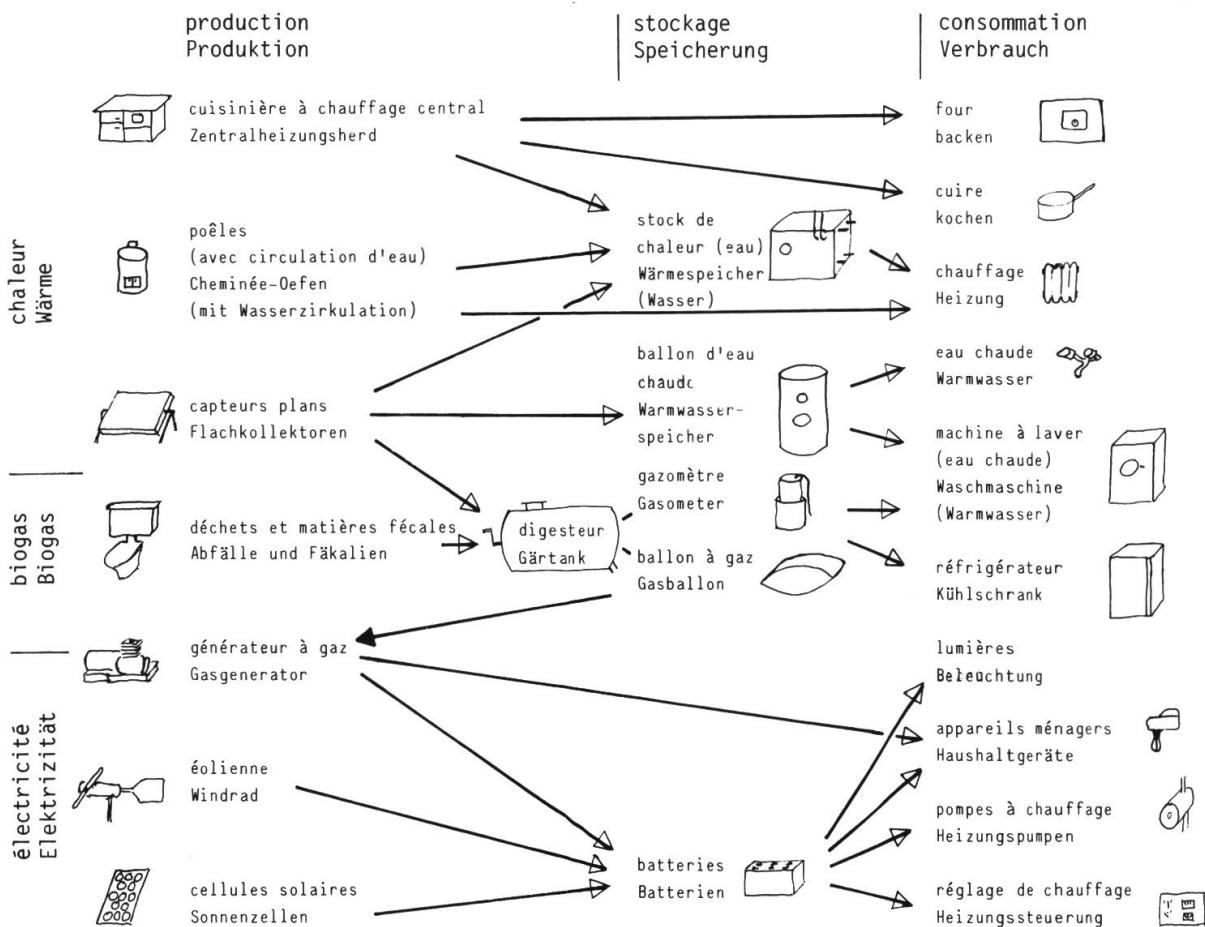 production
Produktion
stockage
Speicherung
consommation
Verbrauch
chaleur
Wärme
cuisinière à chauffage central
Zentralheizungsherd
four
backen
cuire
kochen
poêles
(avec circulation d'eau)
Cheminée-Oefen
(mit Wasserzirkulation)
stock de
chaleur (eau)
Wärmespeicher
(Wasser)
chauffage
Heizung
capteurs plans
Flachkollektoren
ballon d'eau
chaude
Warmwasser-
speicher
eau chaude
Warmwasser
machine à laver
(eau chaude)
Waschmaschine
(Warmwasser)
biogas
Biogas
déchets et matières fécales
Abfälle und Fäkalien
digesteur
Gärtank
gazomètre
Gasometer
ballon à gaz
Gasballon
réfrigérateur
Kühlschrank
électricité
Elektrizität
générateur à gaz
Gasgenerator
lumières
Beleuchtung
appareils ménagers
Haushaltgeräte
éolienne
Windrad
pompes à chauffage
Heizungspumpen
cellules solaires
Sonnenzellen
batteries
Batterien
réglage de chauffage
Heizungssteuerung